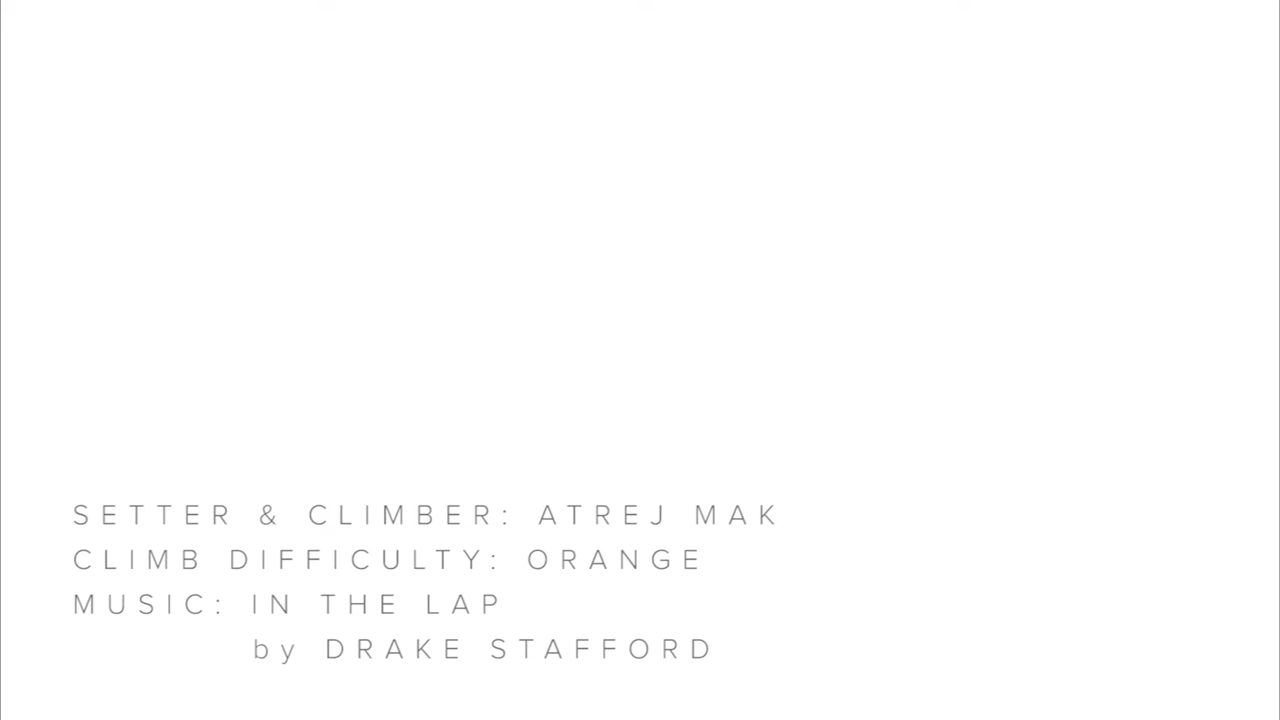 SETTER & CLIMBER: ATREJ MAK
CLIMB DIFFICULTY: ORANGE
MUSIC: IN THE LAP
by DRAKE STAFFORD